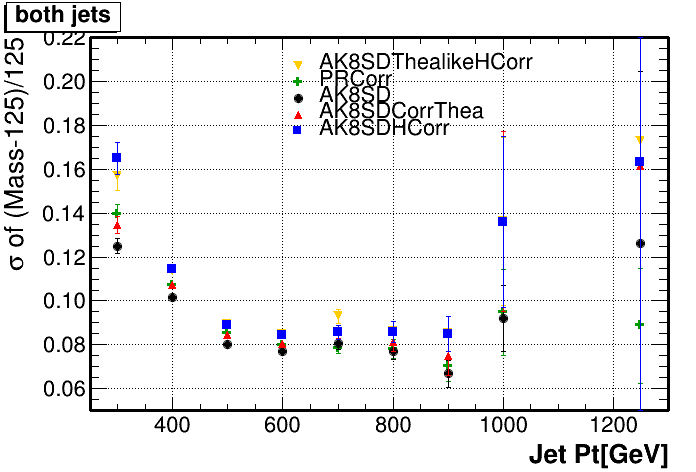 both jets
σ of (Mass-125)/125
0.22
0.20
0.18
0.16
0.14
0.12
0.10
0.08
0.06
AK8SDThealikeHCorr
PRCorr
AK8SD
AK8SDCorrThea
AK8SDHCorr
400 600 800 1000 1200
Jet Pt[GeV]